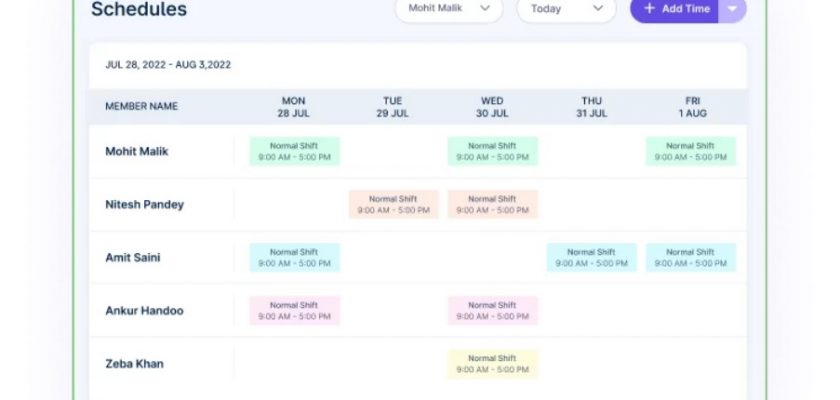 Schedules
Mohit Malik
Today
+ Add Time
JUL 28, 2022 - AUG 3,2022
MEMBER NAME
MON
28 JUL
TUE
29 JUL
WED
30 JUL
THU
31 JUL
FRI
1 AUG
Mohit Malik
Normal Shift
9:00 AM - 5:00 PM
Normal Shift
9:00 AM - 5:00 PM
Normal Shift
9:00 AM - 5:00 PM
Nitesh Pandey
Normal Shift
9:00 AM - 5:00 PM
Normal Shift
9:00 AM - 5:00 PM
Amit Saini
Normal Shift
9:00 AM - 5:00 PM
Normal Shift
9:00 AM - 5:00 PM
Normal Shift
9:00 AM - 5:00 PM
Ankur Handoo
Normal Shift
9:00 AM - 5:00 PM
Normal Shift
9:00 AM - 5:00 PM
Zeba Khan
Normal Shift
9:00 AM - 5:00 PM